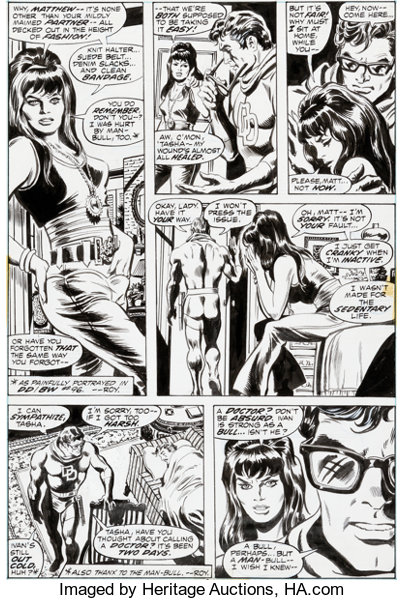 WHY, MATTHEW-- IT'S NONE
OTHER THAN YOUR MILDLY
MAIMED PARTNER-- ALL
DECKED OUT IN THE HEIGHT
OF FASHION!
KNIT HALTER...
SUEDE BELT...
DENIM SLACKS...
AND CLEAN
BANDAGE.
YOU DO
REMEMBER,
DON'T YOU--?
I WAS HURT
BY MAN-
BULL, TOO. *
OR HAVE YOU
FORGOTTEN THAT
THE SAME WAY
YOU FORGOT--
* AS PAINFULLY PORTRAYED IN
DD/BW #96. --ROY.
--THAT WE'RE
BOTH SUPPOSED
TO BE TAKING
IT EASY!
AW, C'MON,
'TASHA-- MY
WOUND'S ALMOST
ALL HEALED.
BUT IT'S
NOT FAIR!
WHY MUST
I SIT AT
HOME,
WHILE
YOU--
HEY, NOW--
COME HERE...
PLEASE, MATT...
NOT NOW.
OKAY, LADY.
HAVE IT
YOUR WAY.
I WON'T
PRESS THE
ISSUE.
OH, MATT-- I'M
SORRY. IT'S NOT
YOUR FAULT...
I JUST GET
CRANKY WHEN
I'M INACTIVE.
I WASN'T
MADE FOR
THE
SEDENTARY
LIFE.
I CAN
SYMPATHIZE,
TASHA.
I'M SORRY, TOO--
IF I GOT TOO
HARSH.
IVAN'S
STILL
OUT
COLD,
HUH? *
TASHA, HAVE YOU
THOUGHT ABOUT CALLING
A DOCTOR? IT'S BEEN
TWO DAYS.
* ALSO THANX TO THE MAN-BULL. --ROY.
A DOCTOR? DON'T
BE ABSURD. IVAN
IS STRONG AS A
BULL... ISN'T HE?
A BULL,
PERHAPS... BUT
A MAN-BULL--
I WISH I KNEW--
DD
Imaged by Heritage Auctions, HA.com